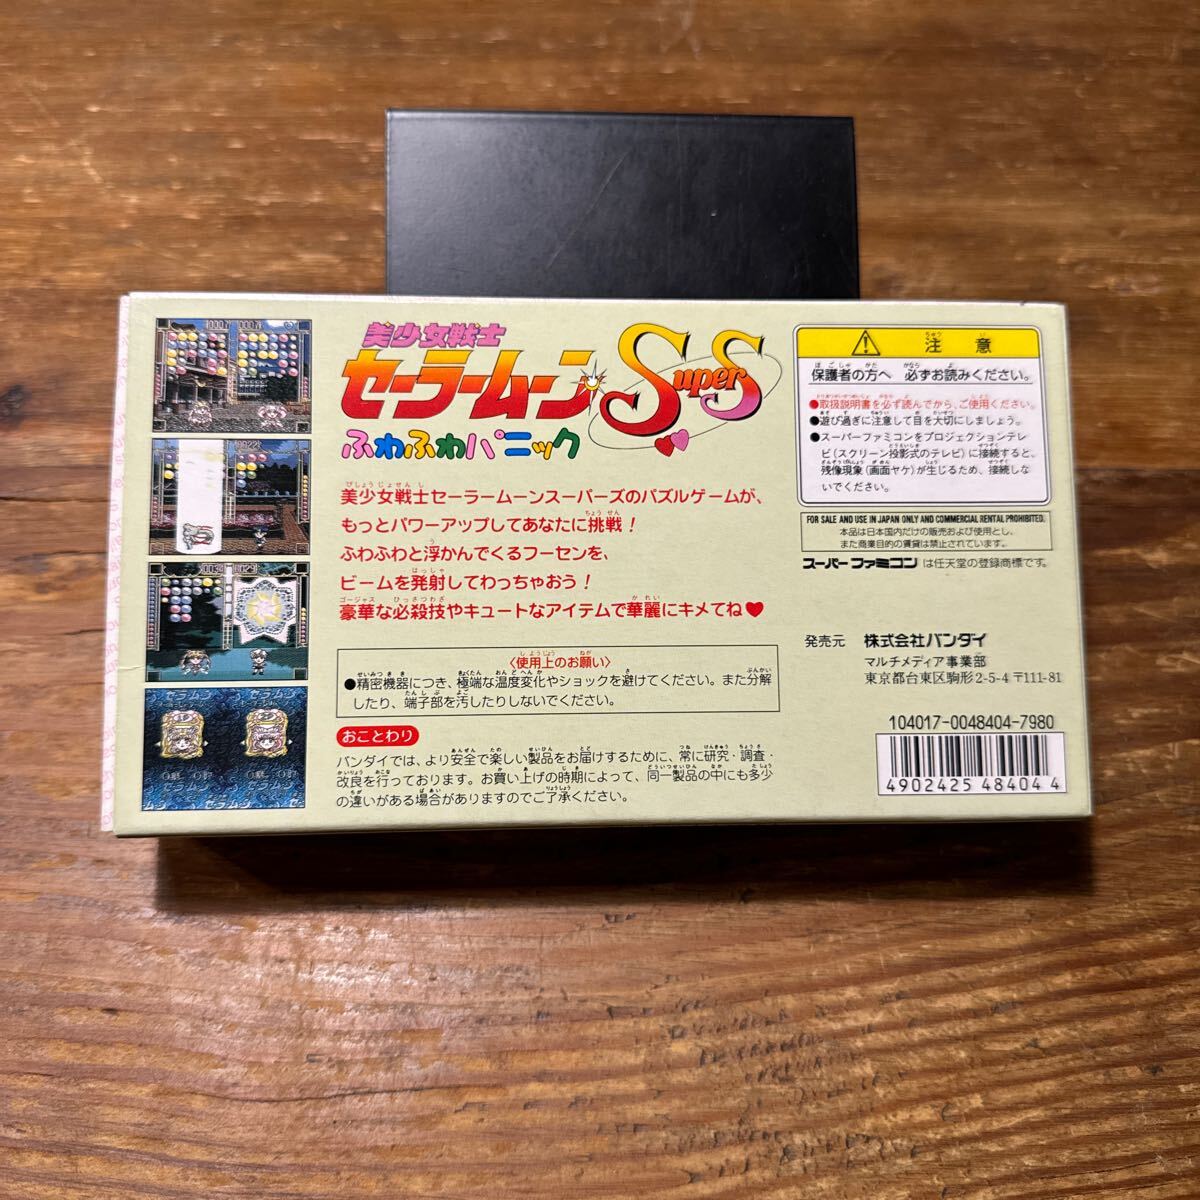 美少女戦士
セーラームーン SuperS
ふわふわパニック
美少女戦士セーラームーンスーパーズのパズルゲームが、
もっとパワーアップしてあなたに挑戦！
ふわふわと浮かんでくるフーセンを、
ビームを発射してわっちゃおう！
豪華な必殺技やキュートなアイテムで華麗にキメてね♥
〈使用上のお願い〉
●精密機器につき、極端な温度変化やショックを避けてください。また分解
したり、端子部を汚したりしないでください。
おことわり
バンダイでは、より安全で楽しい製品をお届けするために、常に研究・調査・
改良を行っております。お買い上げの時期によって、同一製品の中にも多少
の違いがある場合がありますのでご了承ください。
注意
保護者の方へ 必ずお読みください。
●取扱説明書を必ず読んでから、ご使用ください。
●遊び過ぎに注意して目を大切にしましょう。
●スーパーファミコンをプロジェクションテレ
ビ(スクリーン投影式のテレビ)に接続すると、
残像現象(画面ヤケ)が生じるため、接続しな
いでください。
FOR SALE AND USE IN JAPAN ONLY AND COMMERCIAL RENTAL PROHIBITED.
本品は日本国内だけの販売および使用とし、
また商業目的の賃貸は禁止されています。
スーパーファミコン は任天堂の登録商標です。
発売元 株式会社バンダイ
マルチメディア事業部
東京都台東区駒形2-5-4 〒111-81
104017-0048404-7980
4902425 48404 4